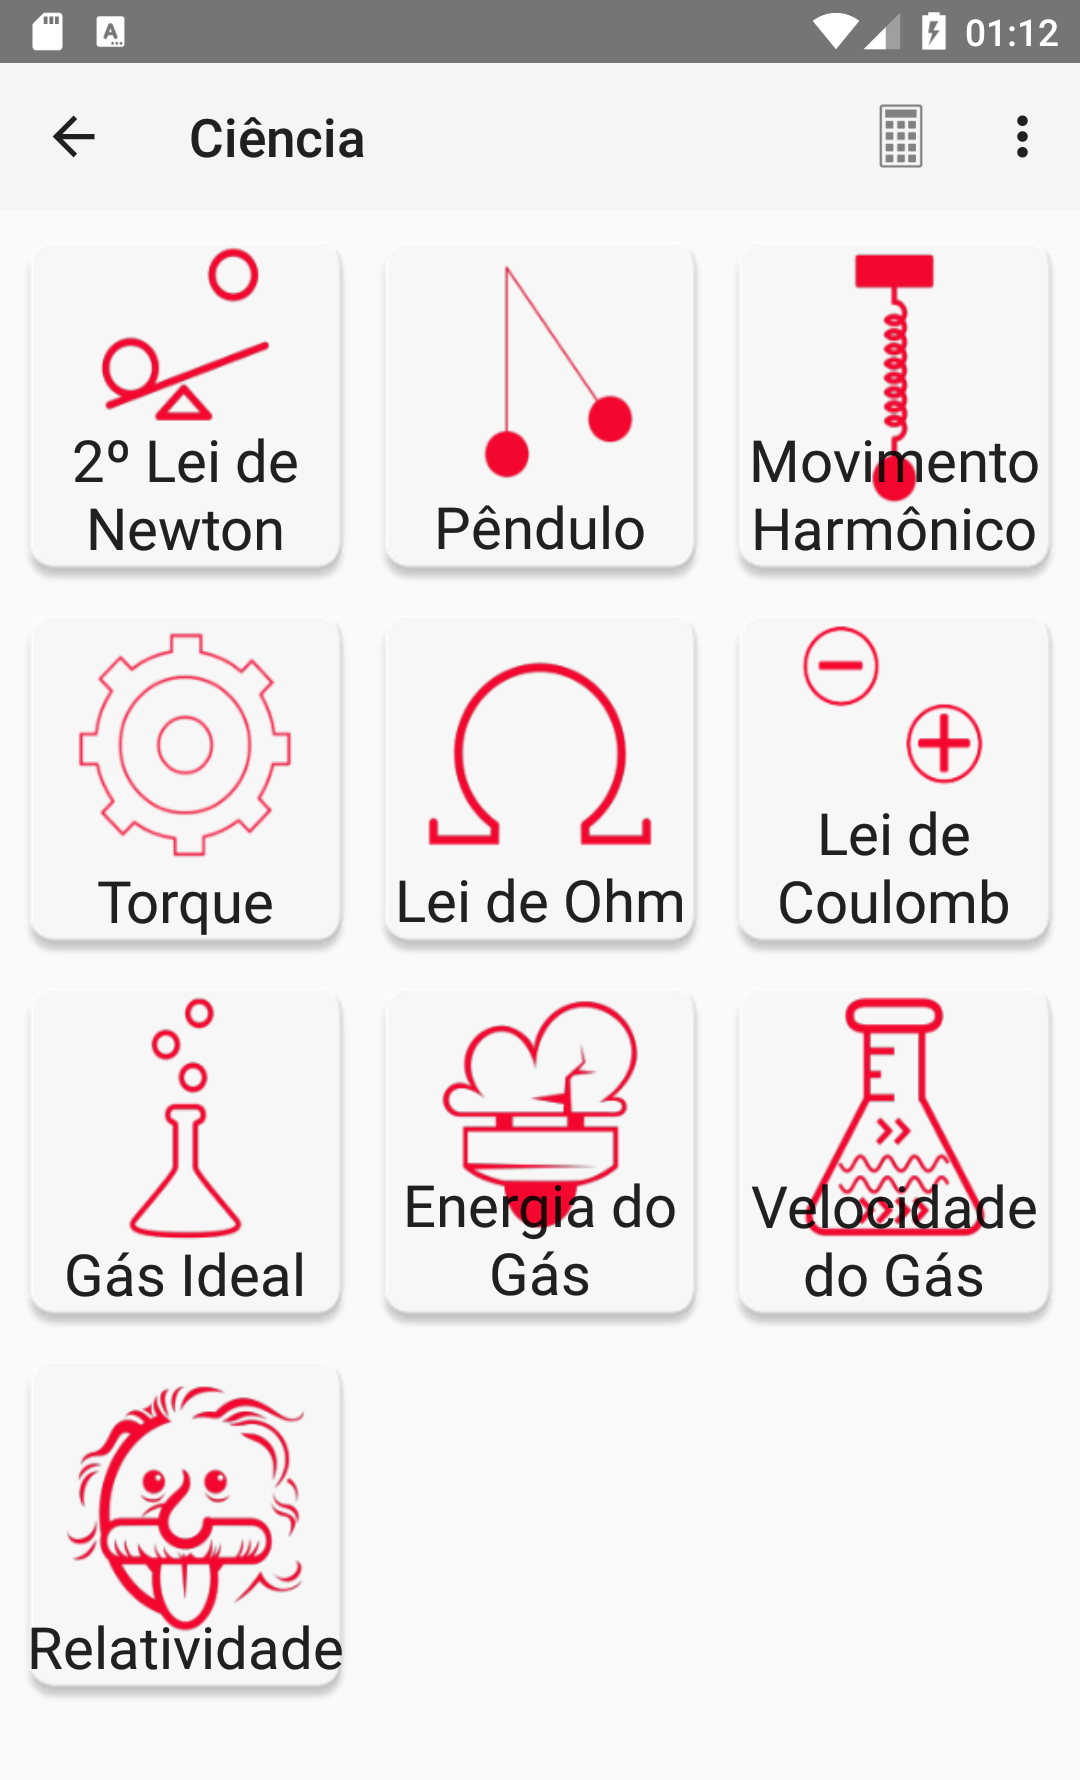 01:12
Ciência
2º Lei de
Newton
Pêndulo
Movimento
Harmônico
Torque
Lei de Ohm
Lei de
Coulomb
Gás Ideal
Energia do
Gás
Velocidade
do Gás
Relatividade